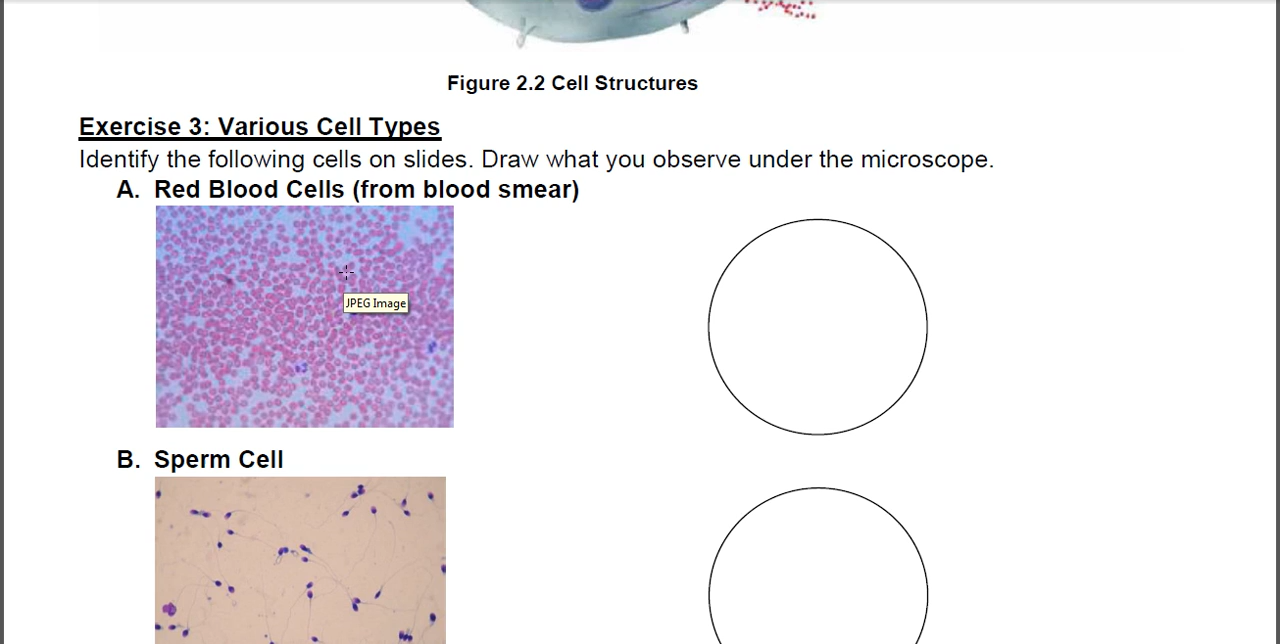 Figure 2.2 Cell Structures
Exercise 3: Various Cell Types
Identify the following cells on slides. Draw what you observe under the microscope.
A. Red Blood Cells (from blood smear)
JPEG Image
B. Sperm Cell